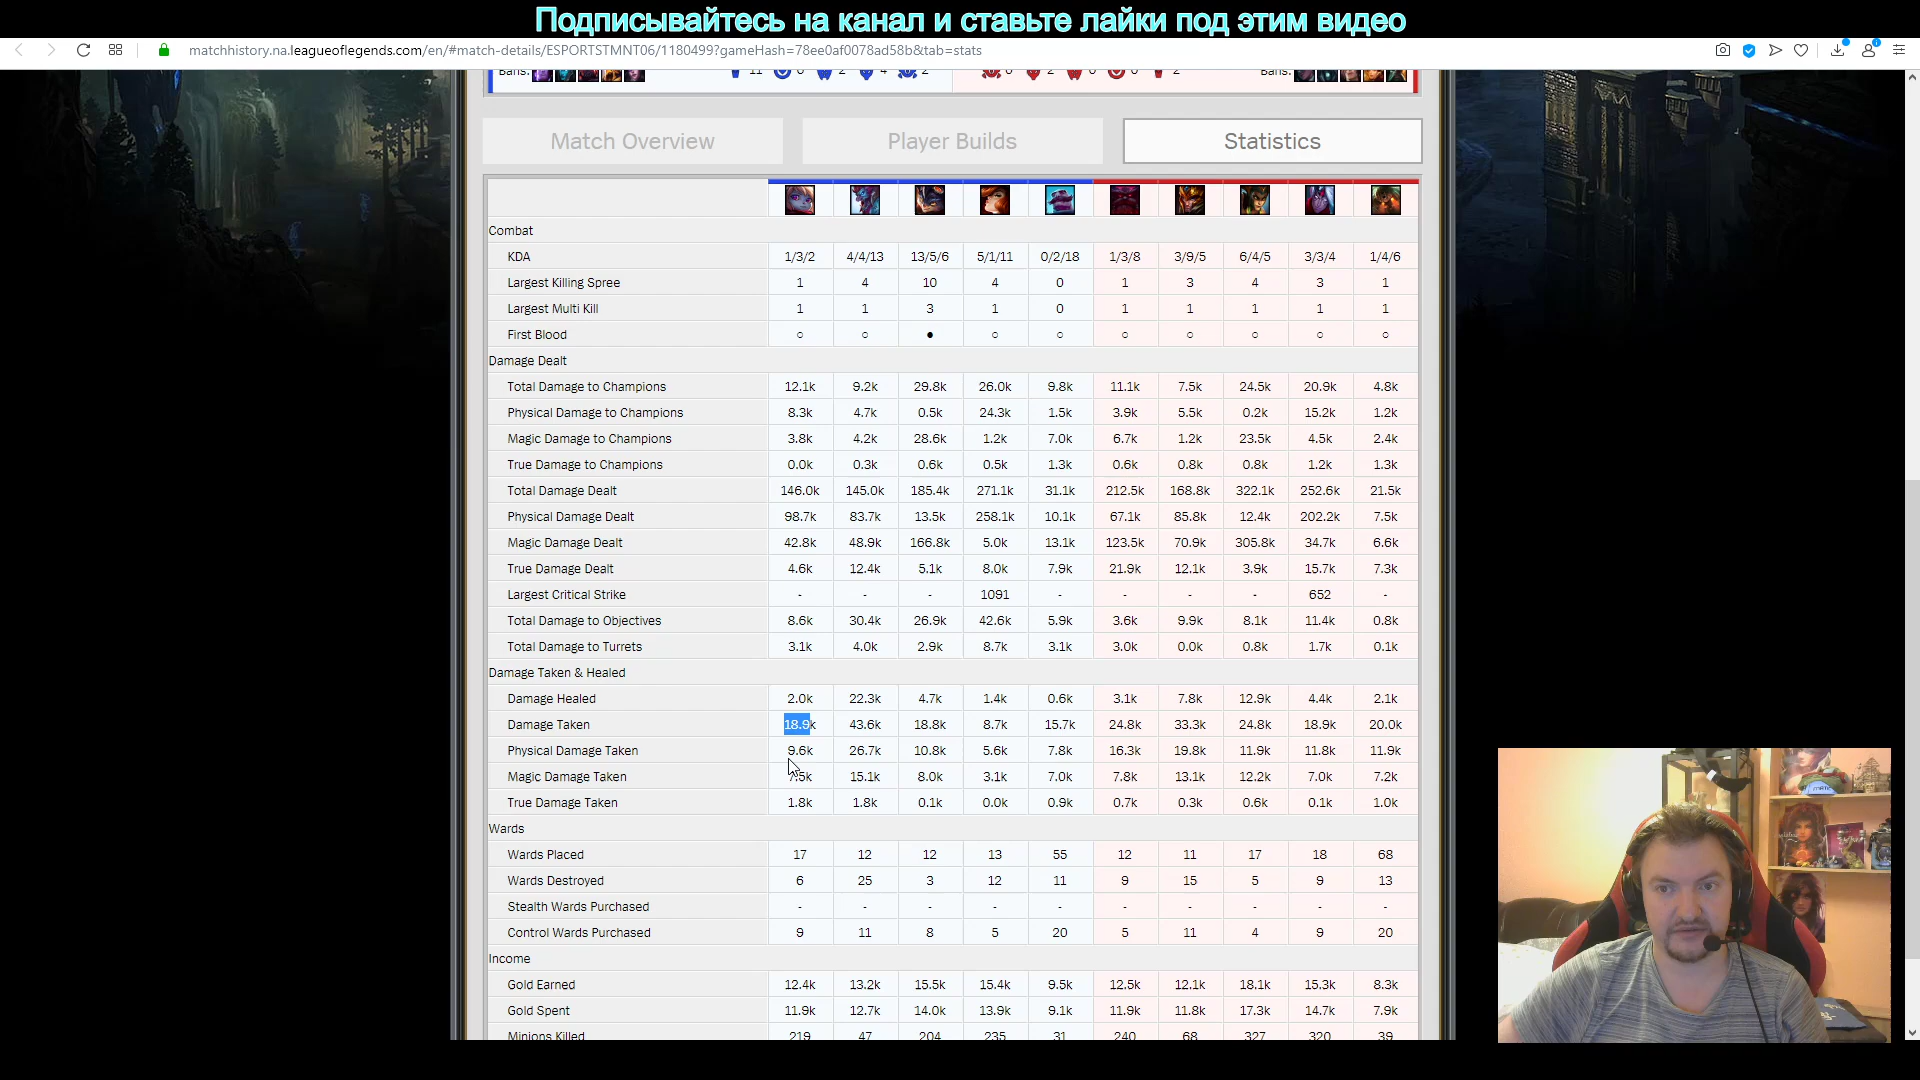 Подписывайтесь на канал и ставьте лайки под этим видео
matchhistory.na.leagueoflegends.com/en/#match-details/ESPORTSTMNT06/1180499?gameHash=78ee0af0078ad58b&tab=stats
Bans: 11 0 2 4 2 0 2 0 0 2 Bans:
Match Overview Player Builds Statistics
Combat
KDA 1/3/2 4/4/13 13/5/6 5/1/11 0/2/18 1/3/8 3/9/5 6/4/5 3/3/4 1/4/6
Largest Killing Spree 1 4 10 4 0 1 3 4 3 1
Largest Multi Kill 1 1 3 1 0 1 1 1 1 1
First Blood ○ ○ ● ○ ○ ○ ○ ○ ○ ○
Damage Dealt
Total Damage to Champions 12.1k 9.2k 29.8k 26.0k 9.8k 11.1k 7.5k 24.5k 20.9k 4.8k
Physical Damage to Champions 8.3k 4.7k 0.5k 24.3k 1.5k 3.9k 5.5k 0.2k 15.2k 1.2k
Magic Damage to Champions 3.8k 4.2k 28.6k 1.2k 7.0k 6.7k 1.2k 23.5k 4.5k 2.4k
True Damage to Champions 0.0k 0.3k 0.6k 0.5k 1.3k 0.6k 0.8k 0.8k 1.2k 1.3k
Total Damage Dealt 146.0k 145.0k 185.4k 271.1k 31.1k 212.5k 168.8k 322.1k 252.6k 21.5k
Physical Damage Dealt 98.7k 83.7k 13.5k 258.1k 10.1k 67.1k 85.8k 12.4k 202.2k 7.5k
Magic Damage Dealt 42.8k 48.9k 166.8k 5.0k 13.1k 123.5k 70.9k 305.8k 34.7k 6.6k
True Damage Dealt 4.6k 12.4k 5.1k 8.0k 7.9k 21.9k 12.1k 3.9k 15.7k 7.3k
Largest Critical Strike - - - 1091 - - - - 652 -
Total Damage to Objectives 8.6k 30.4k 26.9k 42.6k 5.9k 3.6k 9.9k 8.1k 11.4k 0.8k
Total Damage to Turrets 3.1k 4.0k 2.9k 8.7k 3.1k 3.0k 0.0k 0.8k 1.7k 0.1k
Damage Taken & Healed
Damage Healed 2.0k 22.3k 4.7k 1.4k 0.6k 3.1k 7.8k 12.9k 4.4k 2.1k
Damage Taken 18.9k 43.6k 18.8k 8.7k 15.7k 24.8k 33.3k 24.8k 18.9k 20.0k
Physical Damage Taken 9.6k 26.7k 10.8k 5.6k 7.8k 16.3k 19.8k 11.9k 11.8k 11.9k
Magic Damage Taken 7.5k 15.1k 8.0k 3.1k 7.0k 7.8k 13.1k 12.2k 7.0k 7.2k
True Damage Taken 1.8k 1.8k 0.1k 0.0k 0.9k 0.7k 0.3k 0.6k 0.1k 1.0k
Wards
Wards Placed 17 12 12 13 55 12 11 17 18 68
Wards Destroyed 6 25 3 12 11 9 15 5 9 13
Stealth Wards Purchased - - - - - - - - - -
Control Wards Purchased 9 11 8 5 20 5 11 4 9 20
Income
Gold Earned 12.4k 13.2k 15.5k 15.4k 9.5k 12.5k 12.1k 18.1k 15.3k 8.3k
Gold Spent 11.9k 12.7k 14.0k 13.9k 9.1k 11.9k 11.8k 17.3k 14.7k 7.9k
Minions Killed 219 47 204 235 31 240 68 327 320 39